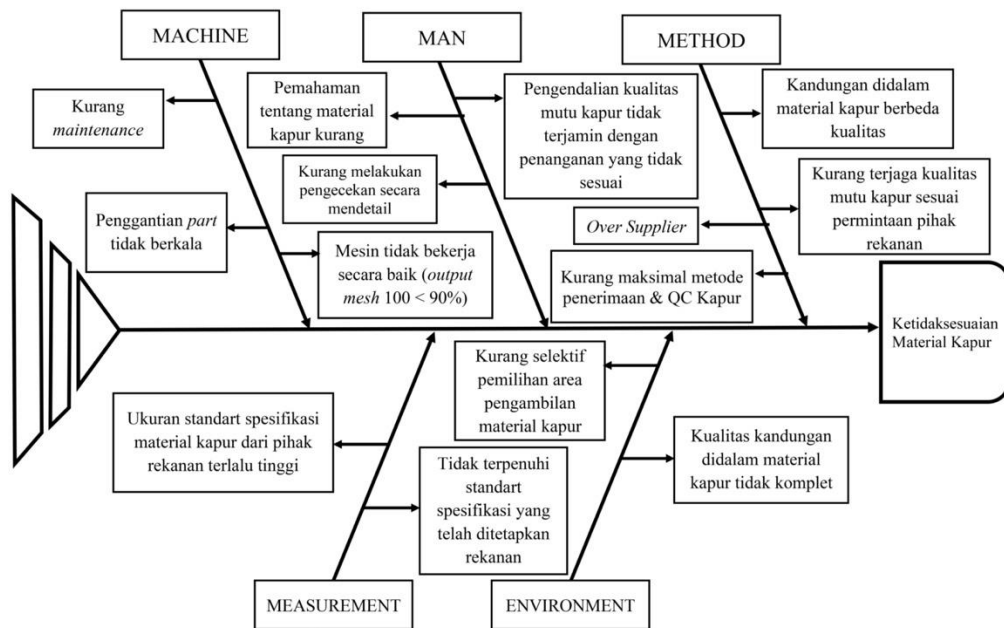 MACHINE
MAN
METHOD
Kurang
maintenance
Pemahaman
tentang material
kapur kurang
Pengendalian kualitas
mutu kapur tidak
terjamin dengan
penanganan yang tidak
sesuai
Kandungan didalam
material kapur berbeda
kualitas
Kurang melakukan
pengecekan secara
mendetail
Kurang terjaga kualitas
mutu kapur sesuai
permintaan pihak
rekanan
Penggantian part
tidak berkala
Over Supplier
Mesin tidak bekerja
secara baik (output
mesh 100 < 90%)
Kurang maksimal metode
penerimaan & QC Kapur
Ketidaksesuaian
Material Kapur
Kurang selektif
pemilihan area
pengambilan
material kapur
Ukuran standart spesifikasi
material kapur dari pihak
rekanan terlalu tinggi
Kualitas kandungan
didalam material
kapur tidak komplet
Tidak terpenuhi
standart
spesifikasi yang
telah ditetapkan
rekanan
MEASUREMENT
ENVIRONMENT